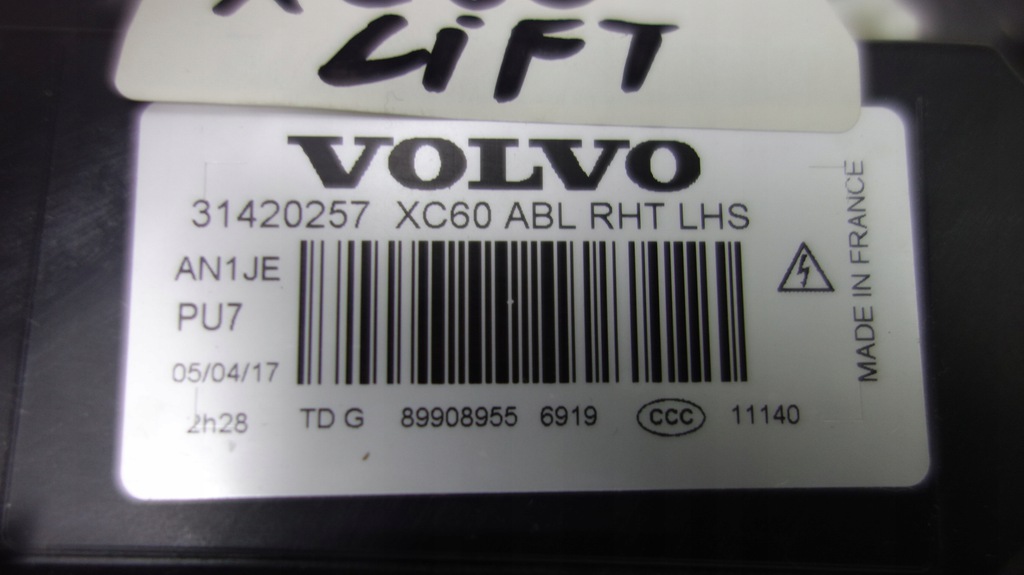 LIFT
VOLVO
31420257 XC60 ABL RHT LHS
AN1JE
PU7
05/04/17
2h28 TD G 89908955 6919 CCC 11140
MADE IN FRANCE